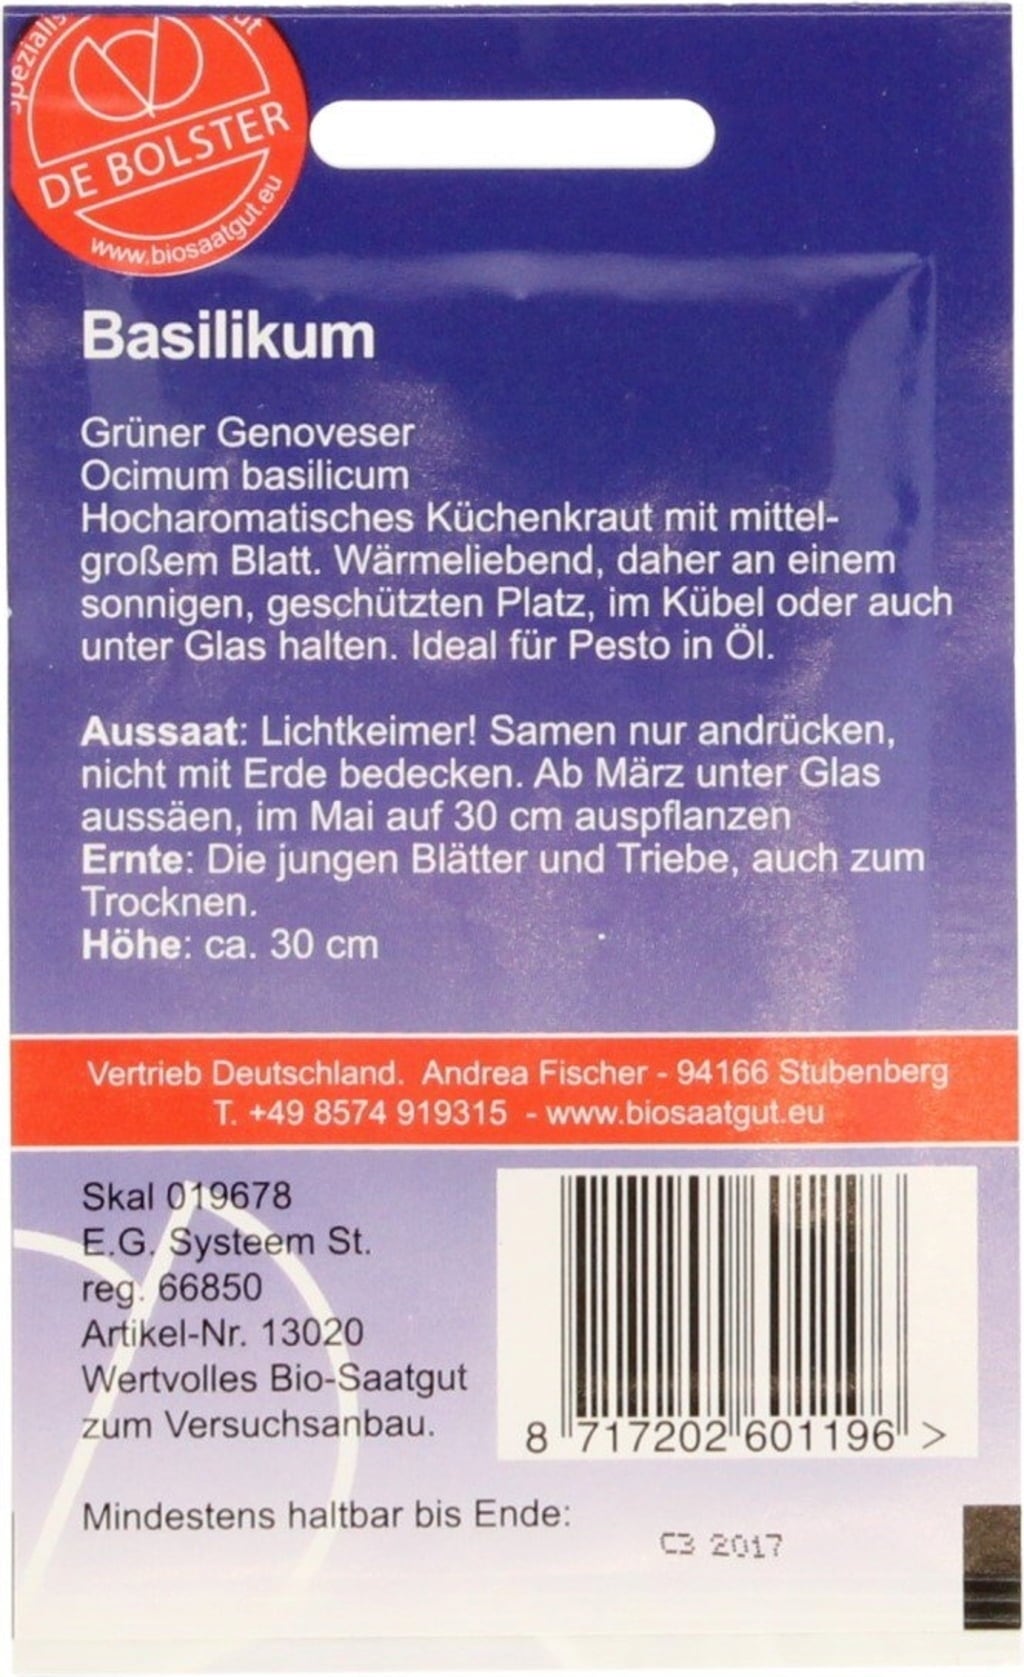 DE BOLSTER
www.biosaatgut.eu
Basilikum
Grüner Genoveser
Ocimum basilicum
Hocharomatisches Küchenkraut mit mittel-
großem Blatt. Wärmeliebend, daher an einem
sonnigen, geschützten Platz, im Kübel oder auch
unter Glas halten. Ideal für Pesto in Öl.
Aussaat: Lichtkeimer! Samen nur andrücken,
nicht mit Erde bedecken. Ab März unter Glas
aussäen, im Mai auf 30 cm auspflanzen
Ernte: Die jungen Blätter und Triebe, auch zum
Trocknen.
Höhe: ca. 30 cm
Vertrieb Deutschland. Andrea Fischer - 94166 Stubenberg
T. +49 8574 919315 - www.biosaatgut.eu
Skal 019678
E.G. Systeem St.
reg. 66850
Artikel-Nr. 13020
Wertvolles Bio-Saatgut
zum Versuchsanbau.
8 717202 601196 >
Mindestens haltbar bis Ende:
C3 2017